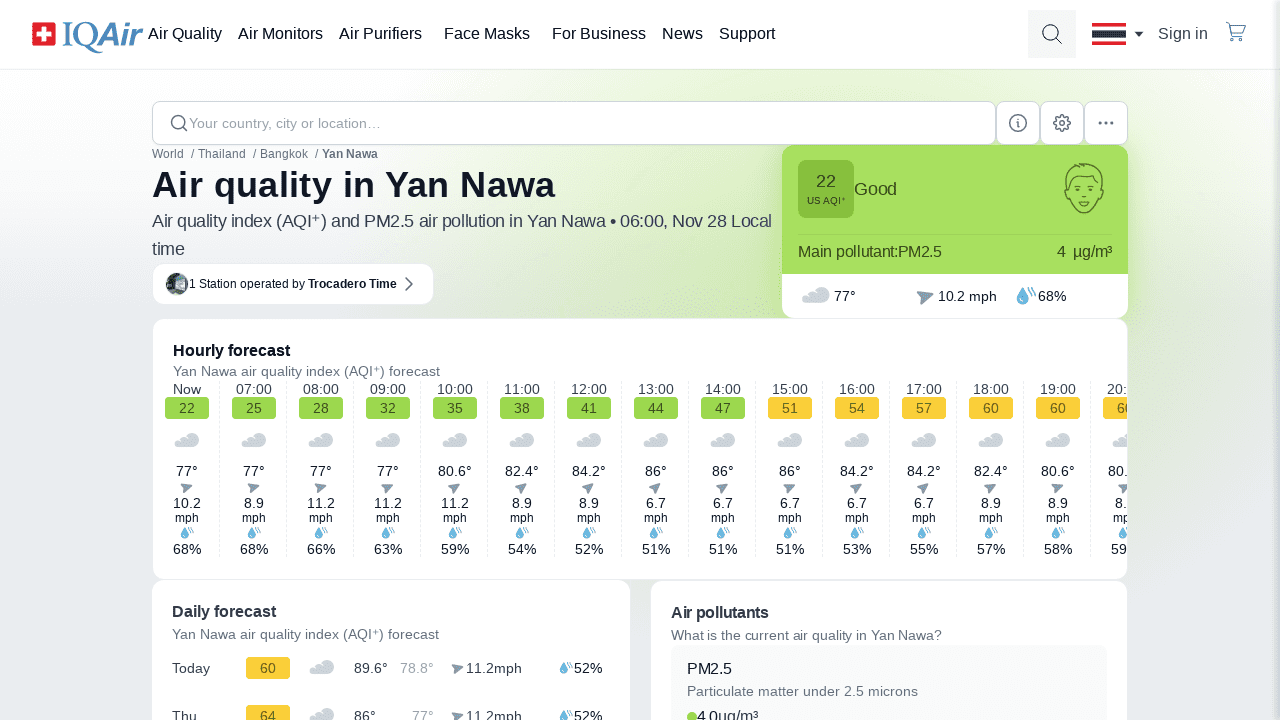 IQAir Air Quality Air Monitors Air Purifiers Face Masks For Business News Support Sign in
Your country, city or location…
World / Thailand / Bangkok / Yan Nawa
Air quality in Yan Nawa
Air quality index (AQI⁺) and PM2.5 air pollution in Yan Nawa • 06:00, Nov 28 Local
time
1 Station operated by Trocadero Time
22
US AQI⁺
Good
Main pollutant:PM2.5 4 µg/m³
77° 10.2 mph 68%
Hourly forecast
Yan Nawa air quality index (AQI⁺) forecast
Now 07:00 08:00 09:00 10:00 11:00 12:00 13:00 14:00 15:00 16:00 17:00 18:00 19:00 20:
22 25 28 32 35 38 41 44 47 51 54 57 60 60 60
77° 77° 77° 77° 80.6° 82.4° 84.2° 86° 86° 86° 84.2° 84.2° 82.4° 80.6° 80.
10.2 8.9 11.2 11.2 11.2 8.9 8.9 6.7 6.7 6.7 6.7 6.7 8.9 8.9 8.
mph mph mph mph mph mph mph mph mph mph mph mph mph mph mp
68% 68% 66% 63% 59% 54% 52% 51% 51% 51% 53% 55% 57% 58% 59
Daily forecast
Yan Nawa air quality index (AQI⁺) forecast
Today 60 89.6° 78.8° 11.2mph 52%
Thu 64 86° 77° 11.2mph 52%
Air pollutants
What is the current air quality in Yan Nawa?
PM2.5
Particulate matter under 2.5 microns
4.0µg/m³